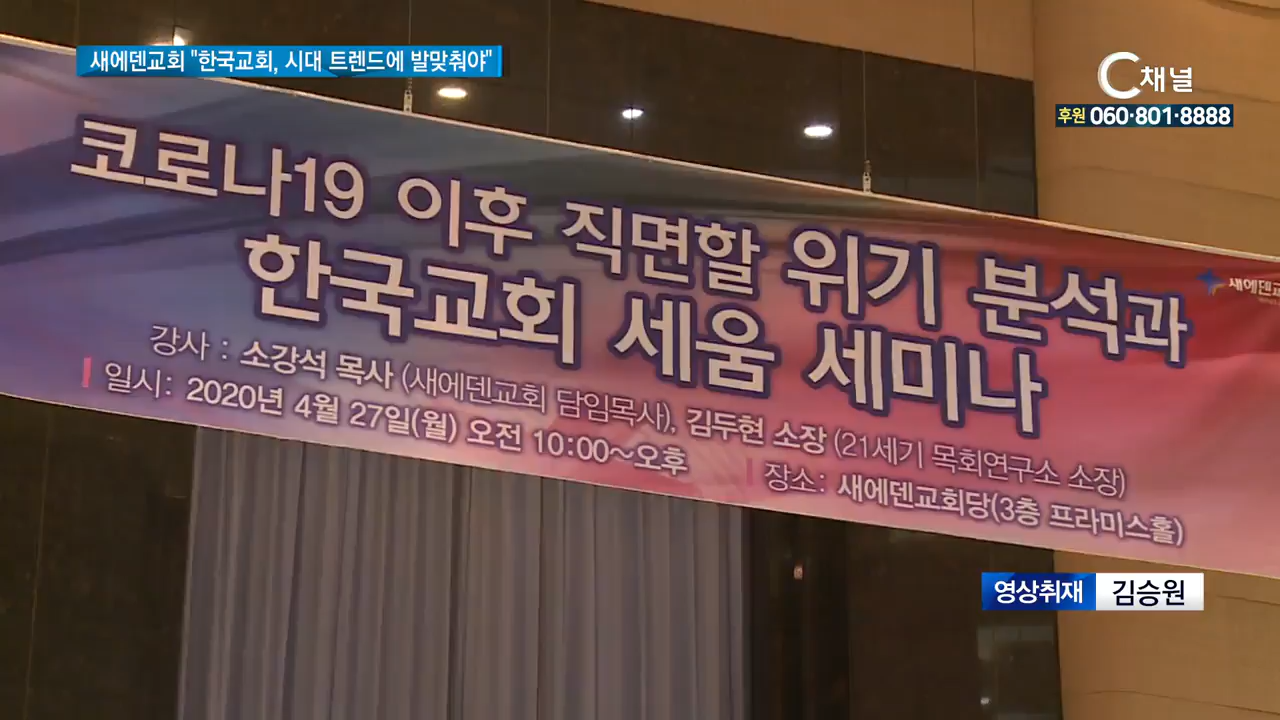 새에덴교회 "한국교회, 시대 트렌드에 발맞춰야"
C채널
후원 060·801·8888
코로나19 이후 직면할 위기 분석과
한국교회 세움 세미나
새에덴교
강사 : 소강석 목사 (새에덴교회 담임목사), 김두현 소장 (21세기 목회연구소 소장)
일시: 2020년 4월 27일(월) 오전 10:00~오후
장소: 새에덴교회당(3층 프라미스홀)
영상취재 김승원